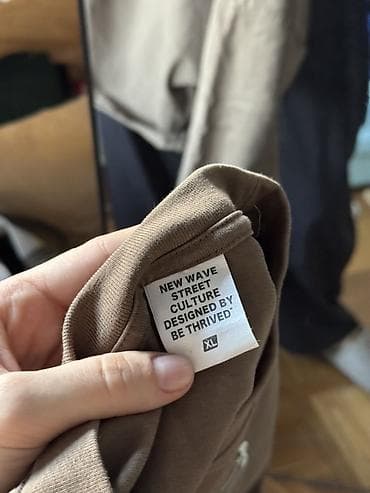 NEW WAVE
STREET
CULTURE
DESIGNED BY
BE THRIVED"
XL